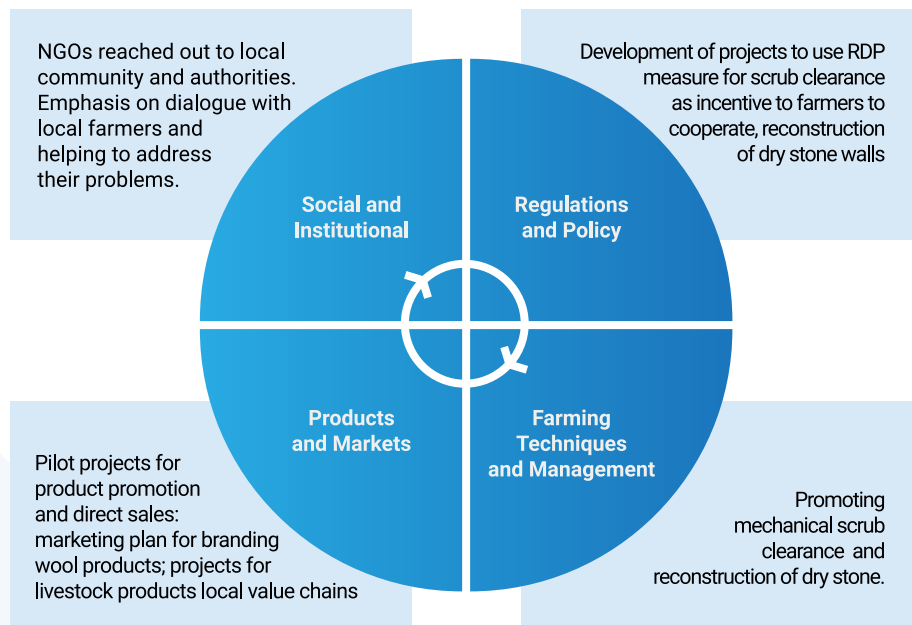 NGOs reached out to local
community and authorities.
Emphasis on dialogue with
local farmers and
helping to address
their problems.
Development of projects to use RDP
measure for scrub clearance
as incentive to farmers to
cooperate, reconstruction
of dry stone walls
Social and
Institutional
Regulations
and Policy
Products
and Markets
Farming
Techniques
and Management
Pilot projects for
product promotion
and direct sales:
marketing plan for branding
wool products; projects for
livestock products local value chains
Promoting
mechanical scrub
clearance and
reconstruction of dry stone.